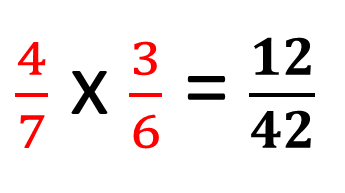 4/7 x 3/6 = 12/42